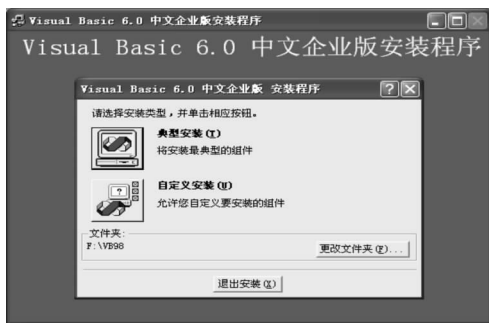 Visual Basic 6.0 中文企业版安装程序
Visual Basic 6.0 中文企业版安装程序
Visual Basic 6.0 中文企业版 安装程序
请选择安装类型，并单击相应按钮。
典型安装(T)
将安装最典型的组件
自定义安装(U)
允许您自定义要安装的组件
文件夹:
F:\VB98
更改文件夹(F)...
退出安装(X)